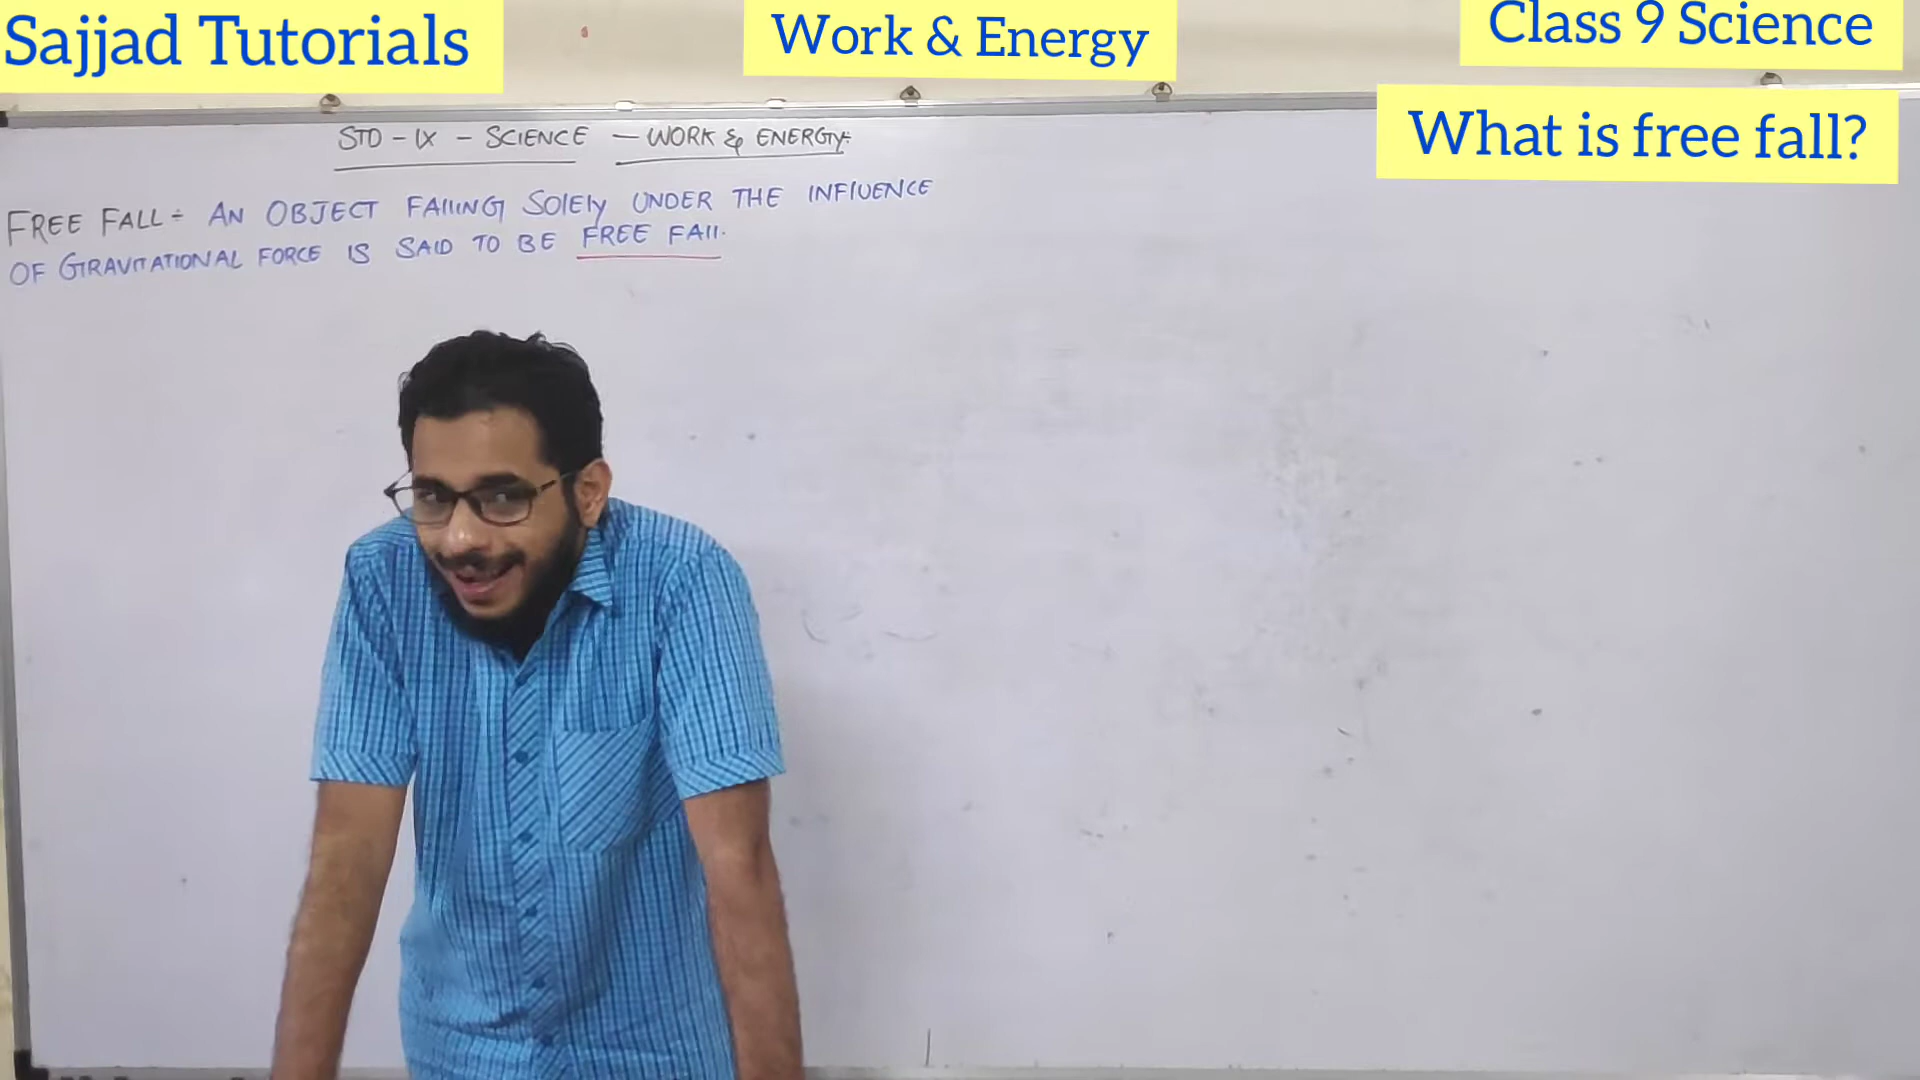 Sajjad Tutorials
Work & Energy
Class 9 Science
What is free fall?
STD - IX - SCIENCE - WORK & ENERGY:
FREE FALL ÷ AN OBJECT FALLING SOLELY UNDER THE INFLUENCE
OF GRAVITATIONAL FORCE IS SAID TO BE FREE FALL.